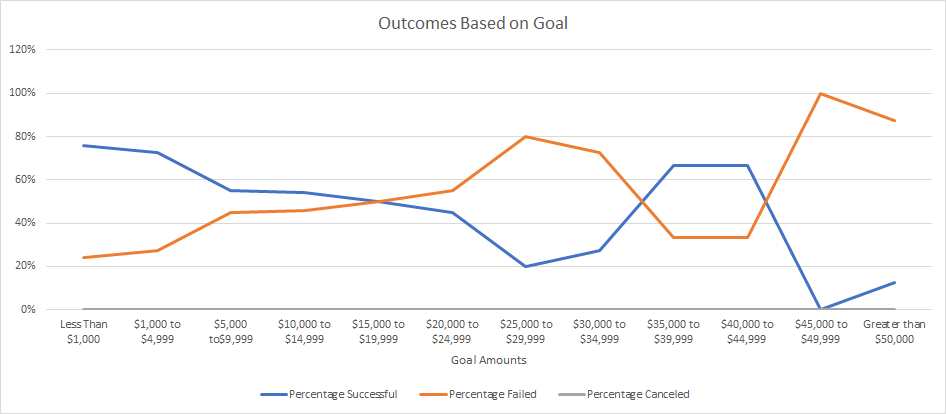 Outcomes Based on Goal
120%
100%
80%
60%
40%
20%
0%
Less Than
$1,000
$1,000 to
$4,999
$5,000
to$9,999
$10,000 to
$14,999
$15,000 to
$19,999
$20,000 to
$24,999
$25,000 to
$29,999
$30,000 to
$34,999
$35,000 to
$39,999
$40,000 to
$44,999
$45,000 to
$49,999
Greater than
$50,000
Goal Amounts
Percentage Successful
Percentage Failed
Percentage Canceled